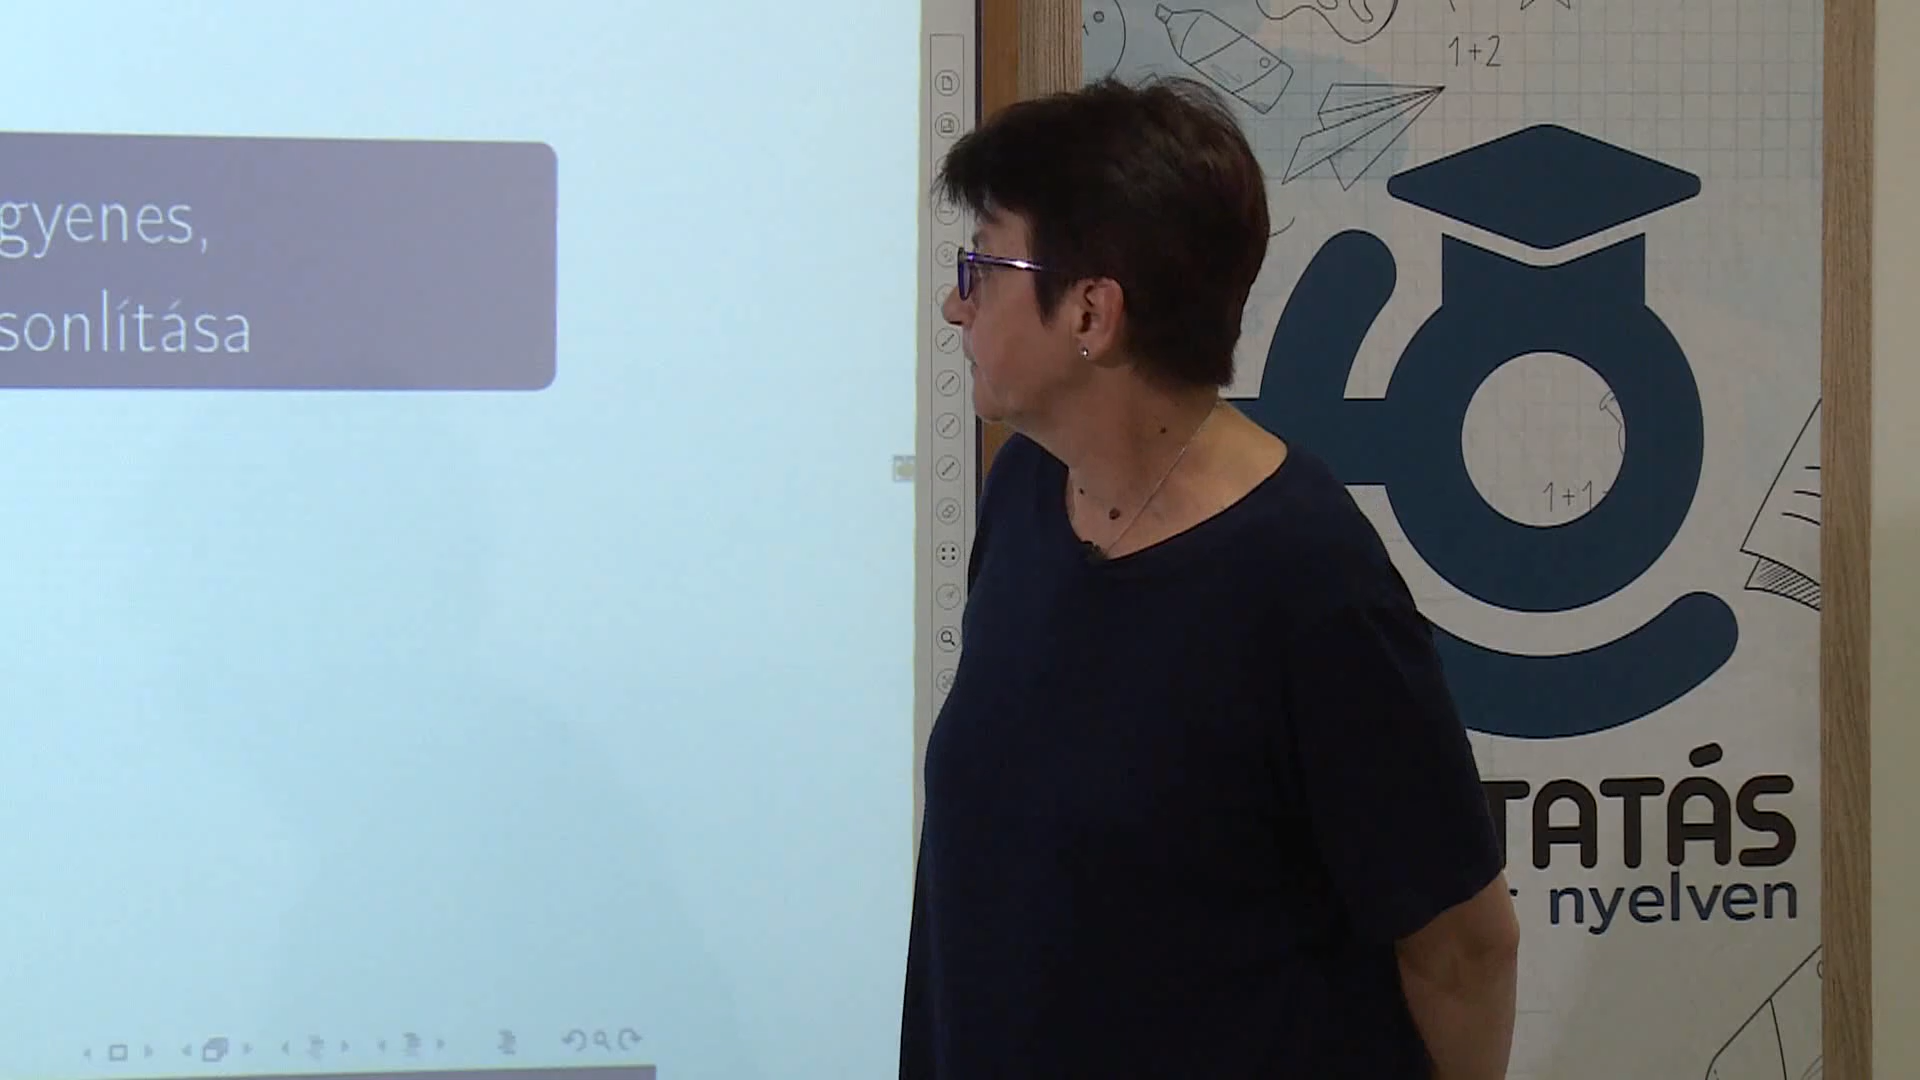 gyenes,
sonlítása
1+2
1+1
TATÁS
nyelven